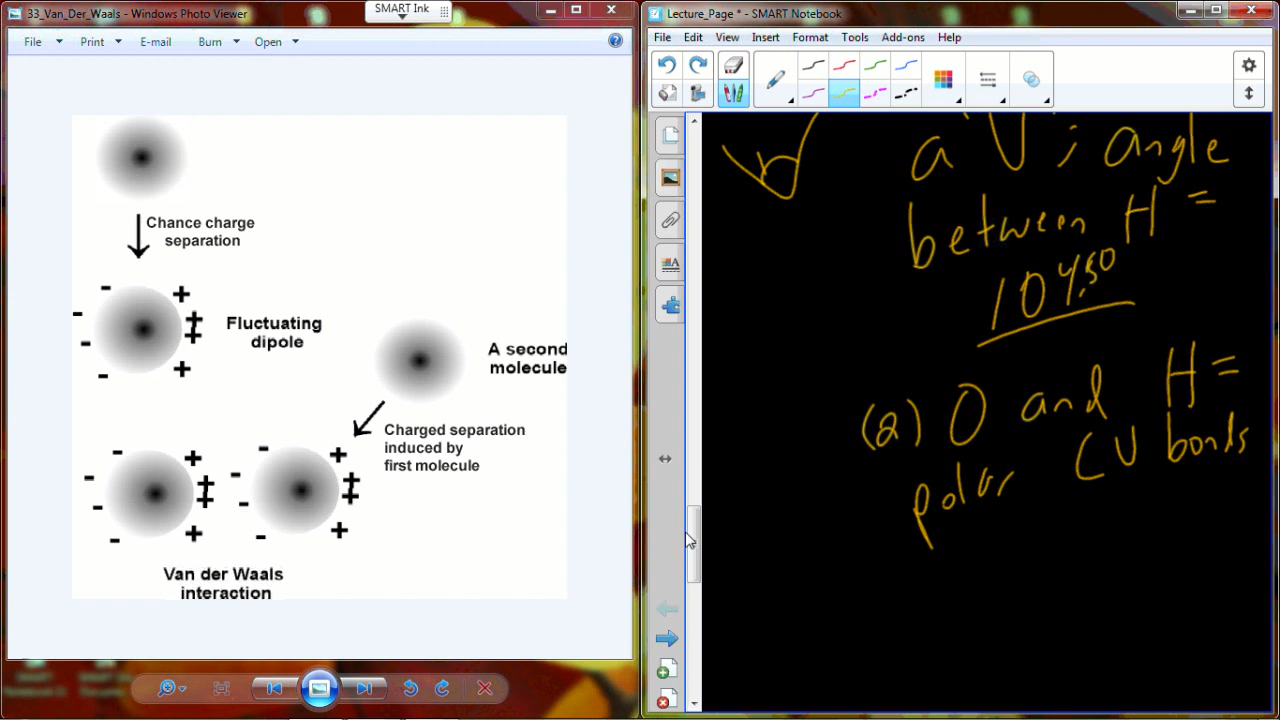 33_Van_Der_Waals - Windows Photo Viewer
File Print E-mail Burn Open
Chance charge
separation
Fluctuating
dipole
A second
molecule
Charged separation
induced by
first molecule
Van der Waals
interaction
SMART Ink
Lecture_Page * - SMART Notebook
File Edit View Insert Format Tools Add-ons Help
a 'V'; angle
between H =
104.50
(2) O and H =
polar CV bonds